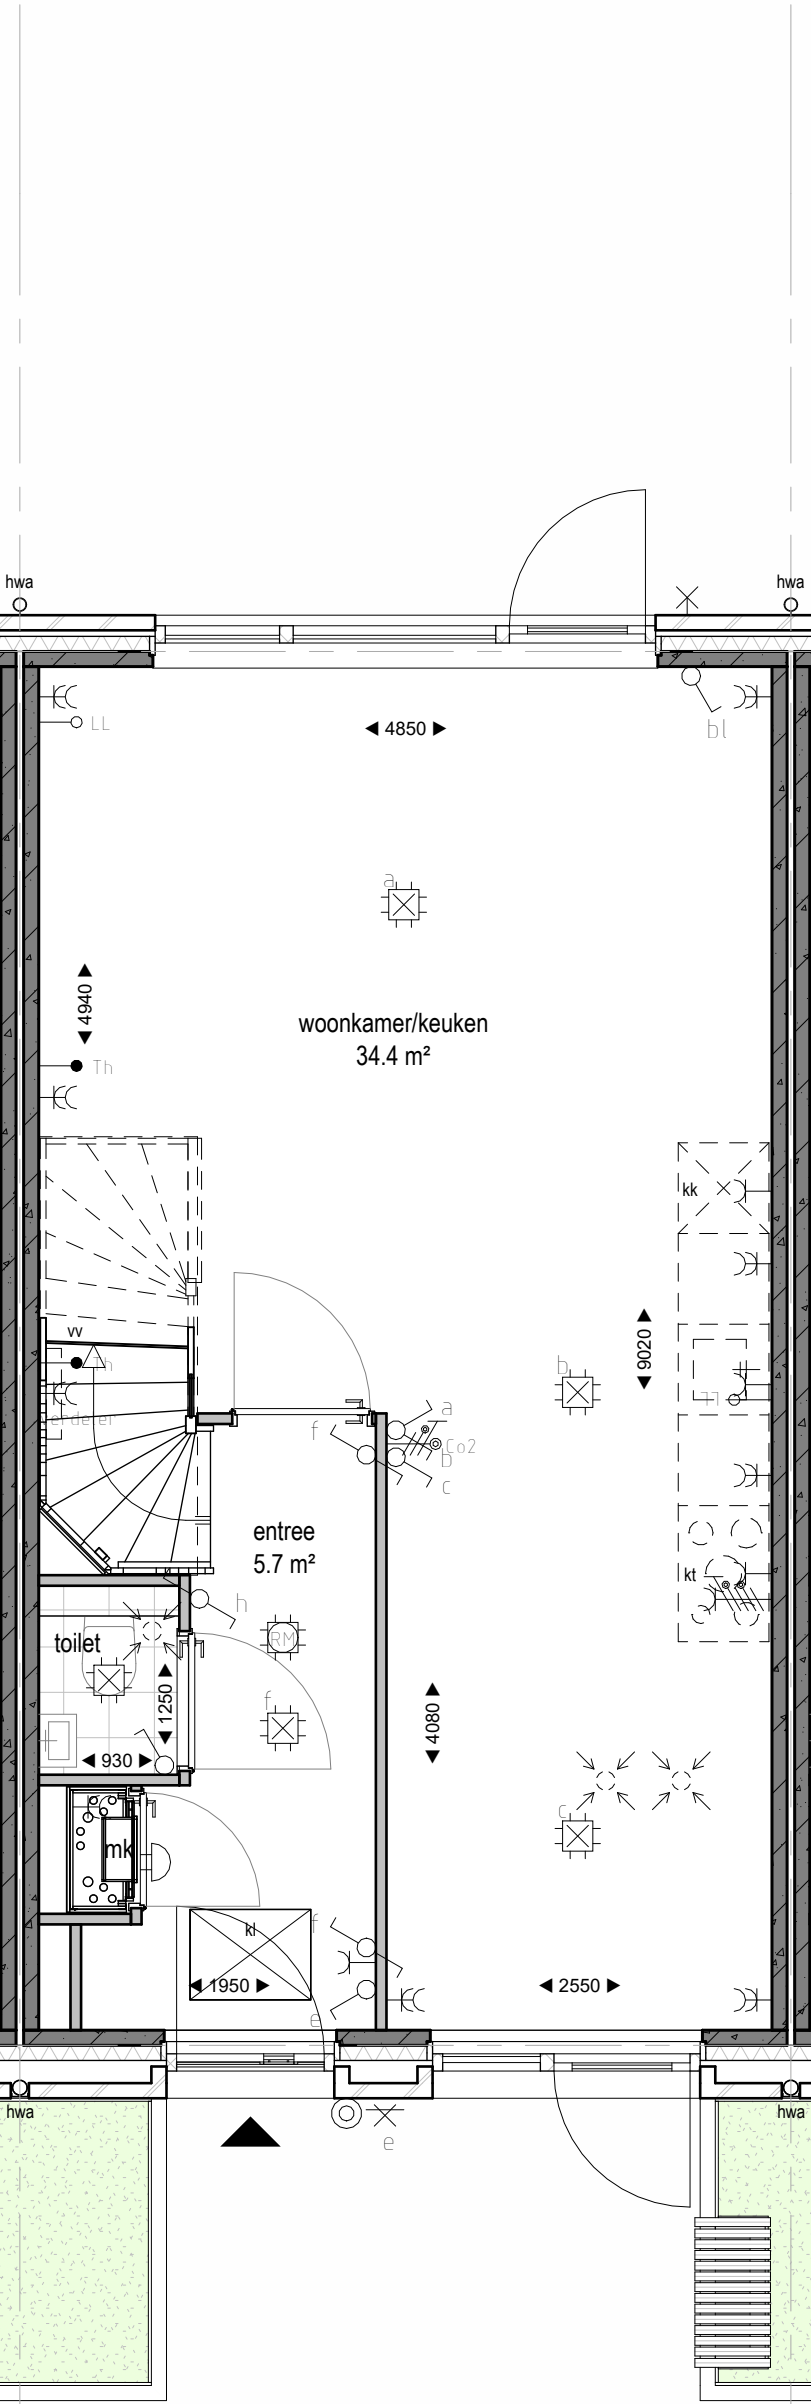 hwa
hwa
LL
◄ 4850 ►
bl
a
◄ 4940 ►
woonkamer/keuken
34.4 m²
Th
kk
vv
Th
◄ 9020 ►
b
f
a
Co2
b
c
entree
5.7 m²
kt
h
toilet
RM
◄ 1250 ►
f
◄ 4080 ►
◄ 930 ►
c
mk
kl
f
◄ 1950 ►
◄ 2550 ►
e
hwa
hwa
e